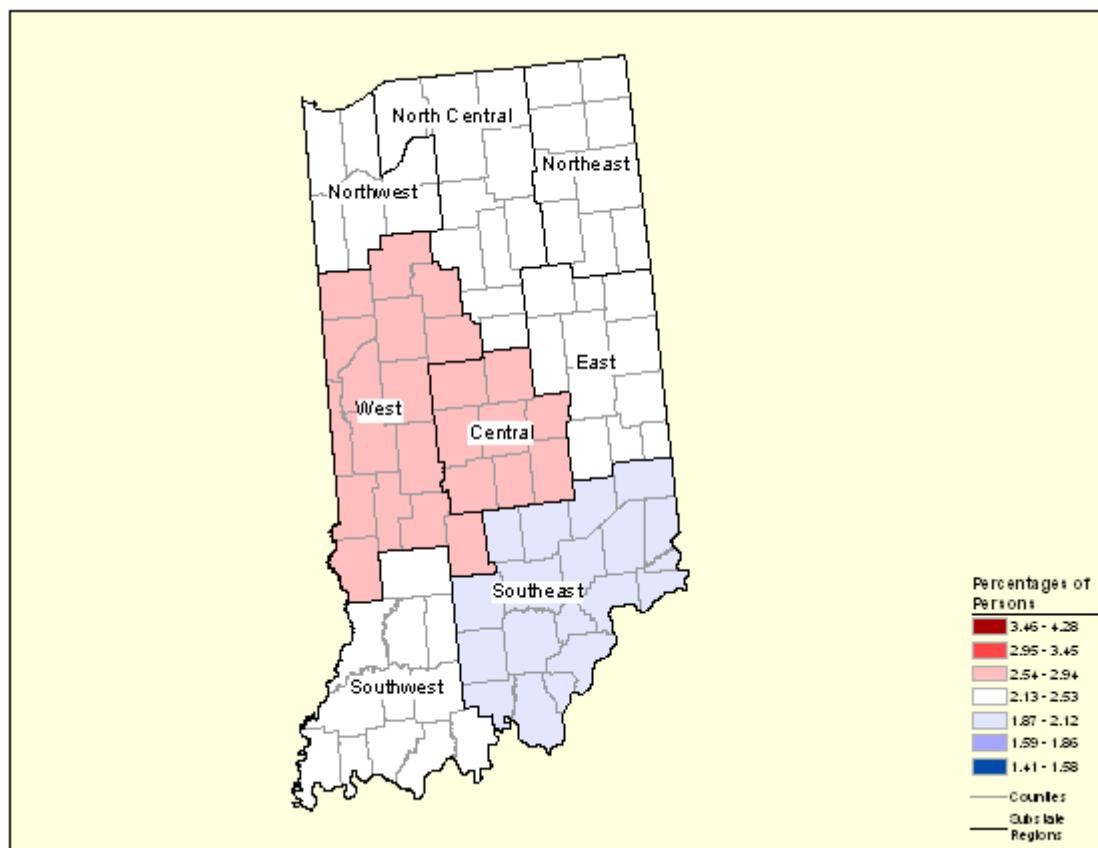 North Central
Northeast
Northwest
East
West
Central
Southeast
Southwest
Percentages of
Persons
3.46 - 4.28
2.95 - 3.45
2.54 - 2.94
2.13 - 2.53
1.87 - 2.12
1.59 - 1.86
1.41 - 1.58
Counties
Substate
Regions